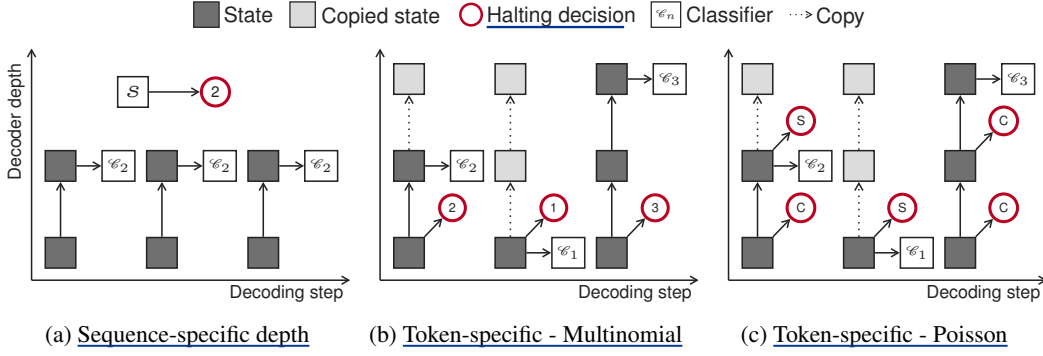 State Copied state Halting decision 𝒞n Classifier Copy
Decoder depth
S 2
𝒞2 𝒞2 𝒞2
Decoding step
𝒞3
𝒞2
2 1 3
𝒞1
Decoding step
𝒞3
S C
𝒞2
C S C
𝒞1
Decoding step
(a) Sequence-specific depth
(b) Token-specific - Multinomial
(c) Token-specific - Poisson